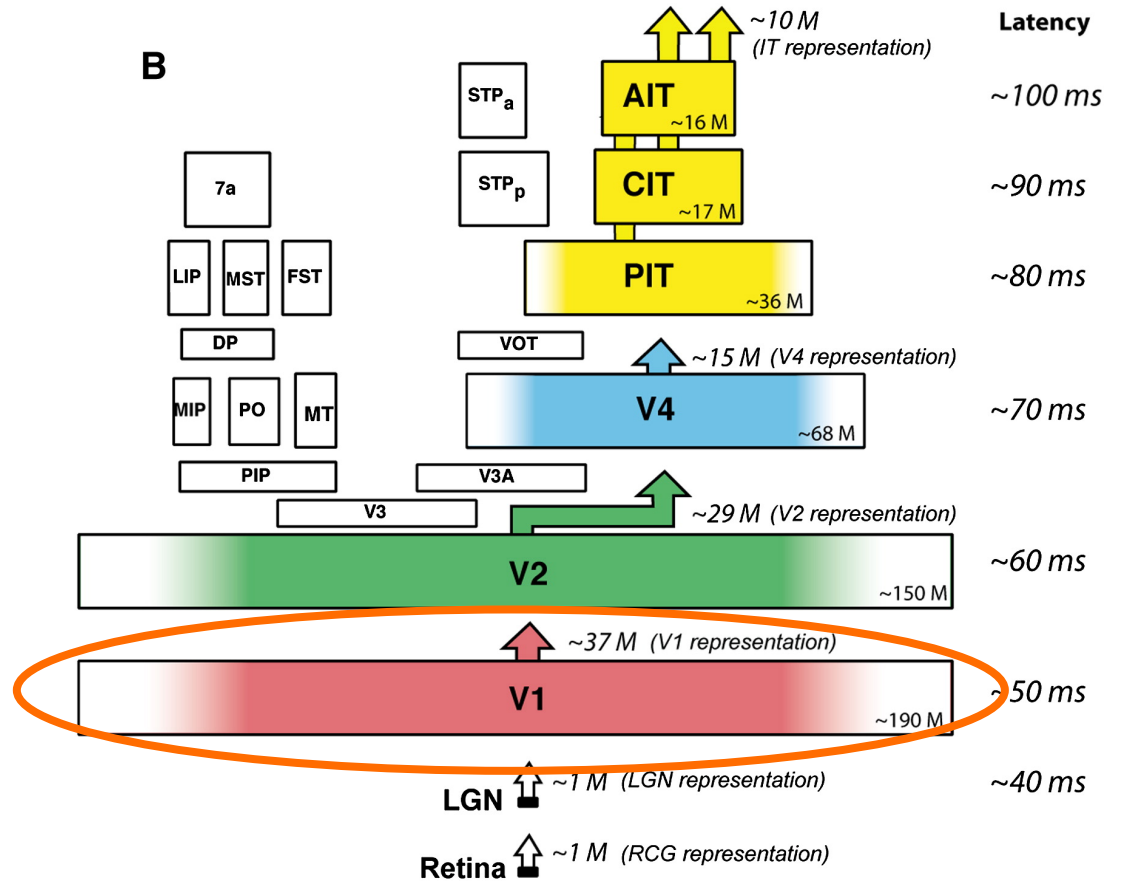 ~10 M
(IT representation)
Latency
B
STPa
AIT
~16 M
~100 ms
7a
STPp
CIT
~17 M
~90 ms
LIP
MST
FST
PIT
~36 M
~80 ms
DP
VOT
~15 M (V4 representation)
MIP
PO
MT
V4
~68 M
~70 ms
PIP
V3A
V3
~29 M (V2 representation)
V2
~150 M
~60 ms
~37 M (V1 representation)
V1
~190 M
~50 ms
LGN
~1 M (LGN representation)
~40 ms
Retina
~1 M (RCG representation)